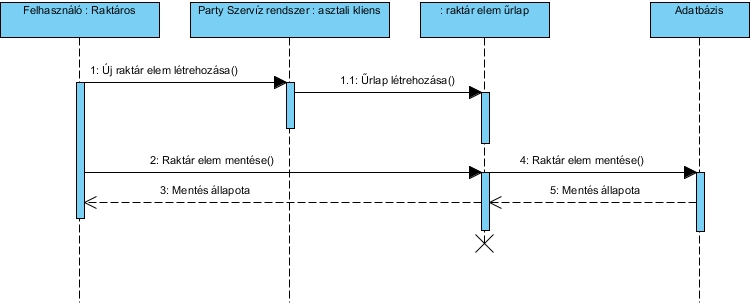 Felhasználó : Raktáros
Party Szervíz rendszer : asztali kliens
: raktár elem űrlap
Adatbázis
1: Új raktár elem létrehozása()
1.1: Űrlap létrehozása()
2: Raktár elem mentése()
4: Raktár elem mentése()
3: Mentés állapota
5: Mentés állapota